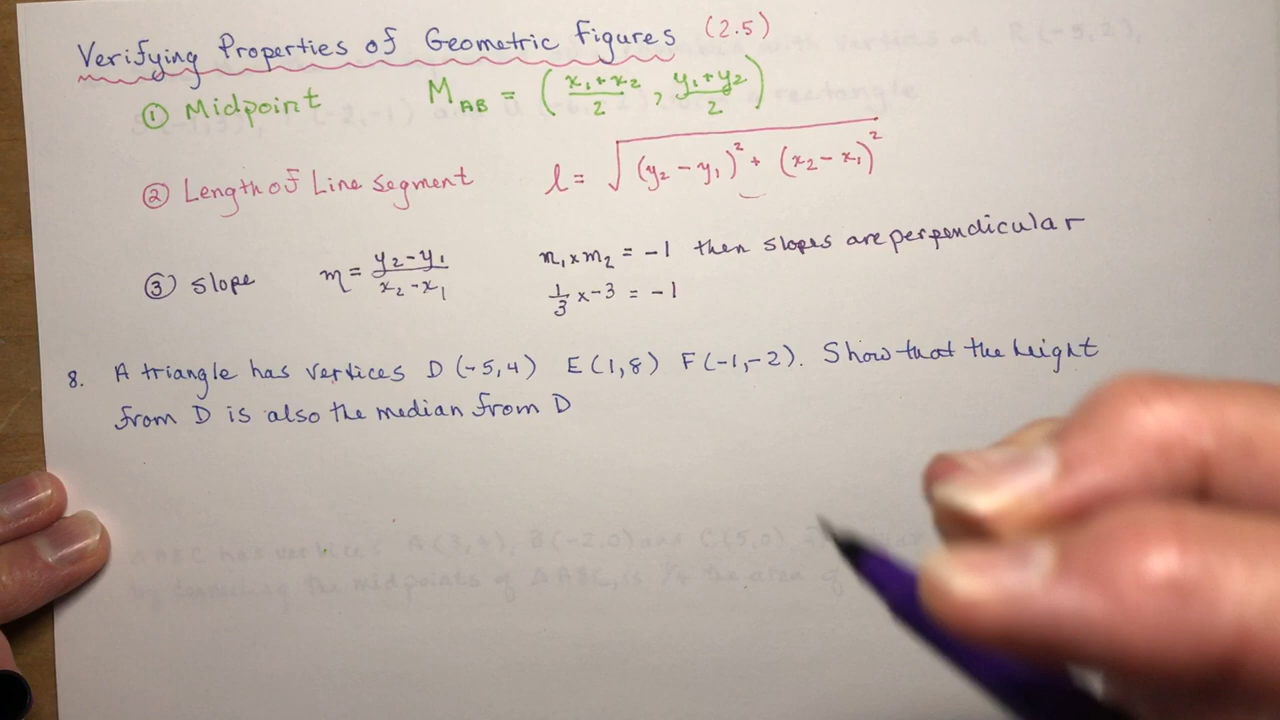 Verifying Properties of Geometric Figures (2.5)
① Midpoint M_AB = (x₁+x₂/2, y₁+y₂/2)
② Length of Line Segment l = √(y₂-y₁)² + (x₂-x₁)²
③ slope m = y₂-y₁/x₂-x₁ m₁×m₂ = -1 then slopes are perpendicular
1/3 x -3 = -1
8. A triangle has vertices D(-5,4) E(1,8) F(-1,-2). Show that the height
from D is also the median from D